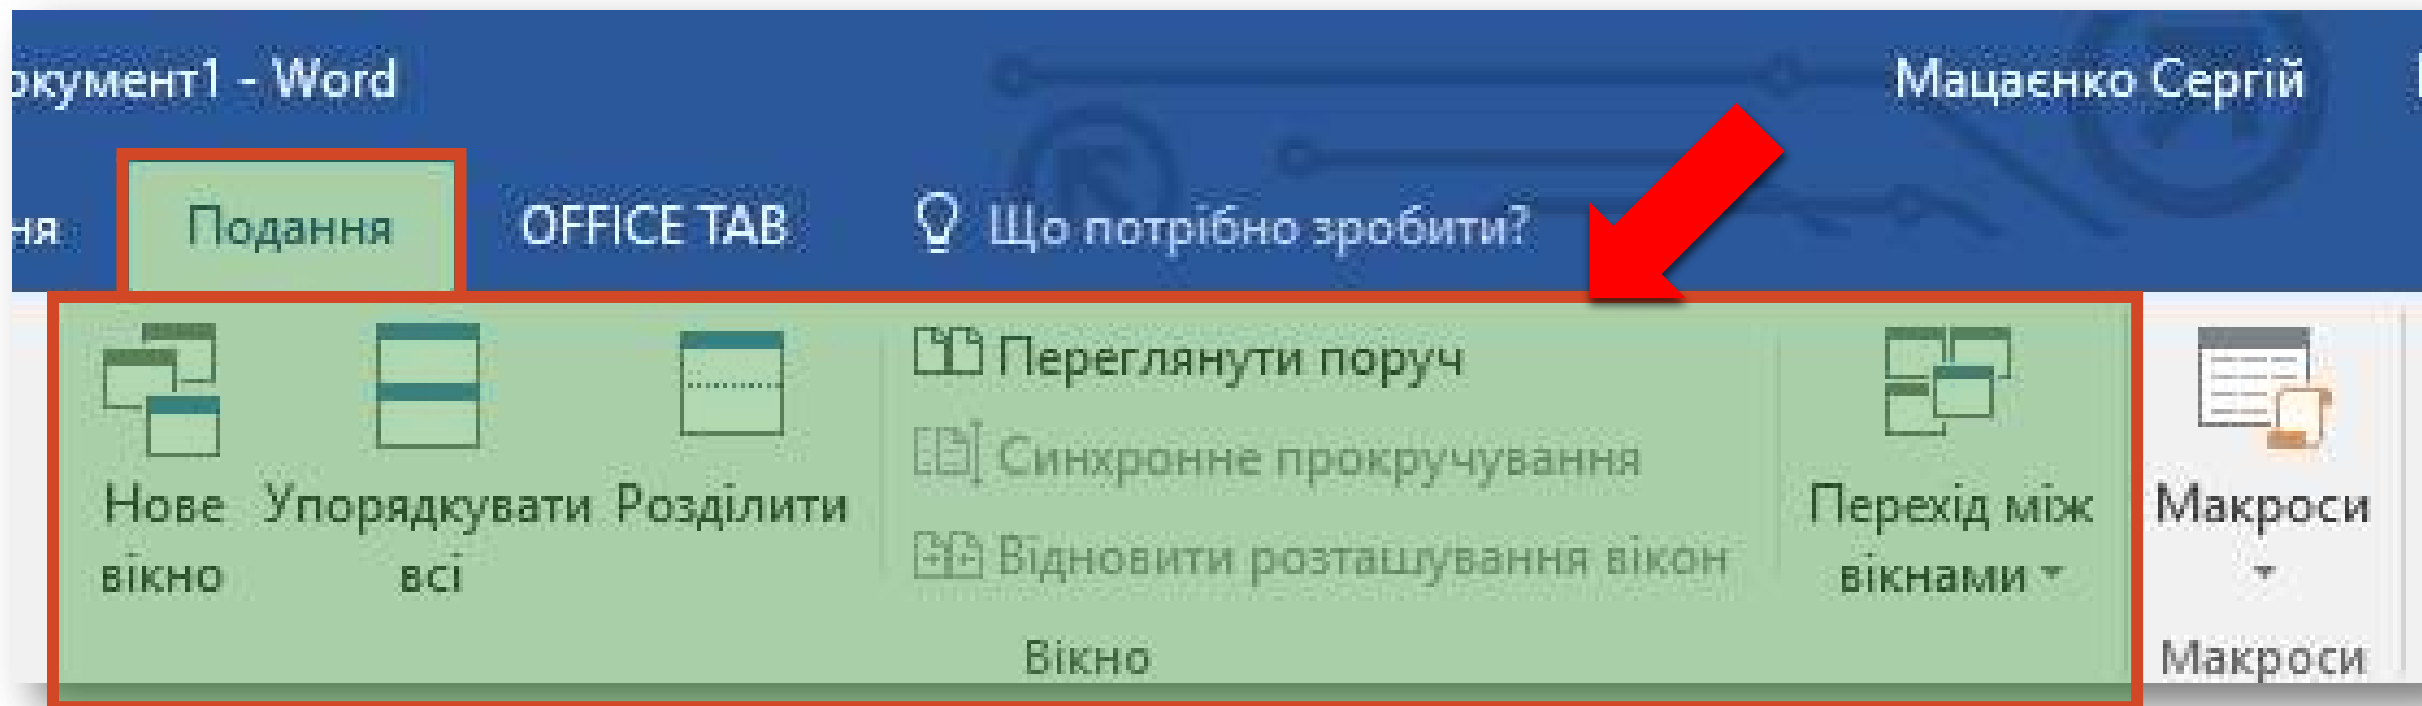 окумент1 - Word
Мацаєнко Сергій
ня Подання OFFICE TAB Що потрібно зробити?
Нове вікно
Упорядкувати всі
Розділити
Переглянути поруч
Синхронне прокручування
Відновити розташування вікон
Перехід між вікнами
Вікно
Макроси
Макроси